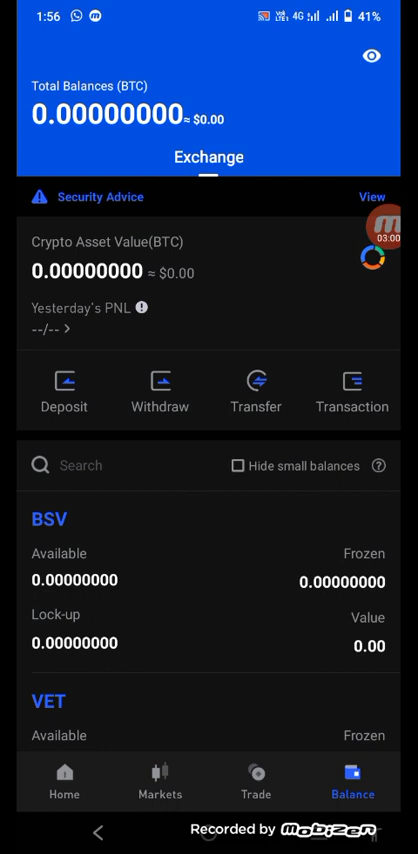 1:56 4G 41%
Total Balances (BTC)
0.00000000≈ $0.00
Exchange
Security Advice View
03:00
Crypto Asset Value(BTC)
0.00000000 ≈ $0.00
Yesterday's PNL
--/-- >
Deposit Withdraw Transfer Transaction
Search Hide small balances ?
BSV
Available Frozen
0.00000000 0.00000000
Lock-up Value
0.00000000 0.00
VET
Available Frozen
Home Markets Trade Balance
Recorded by MOBIZEN